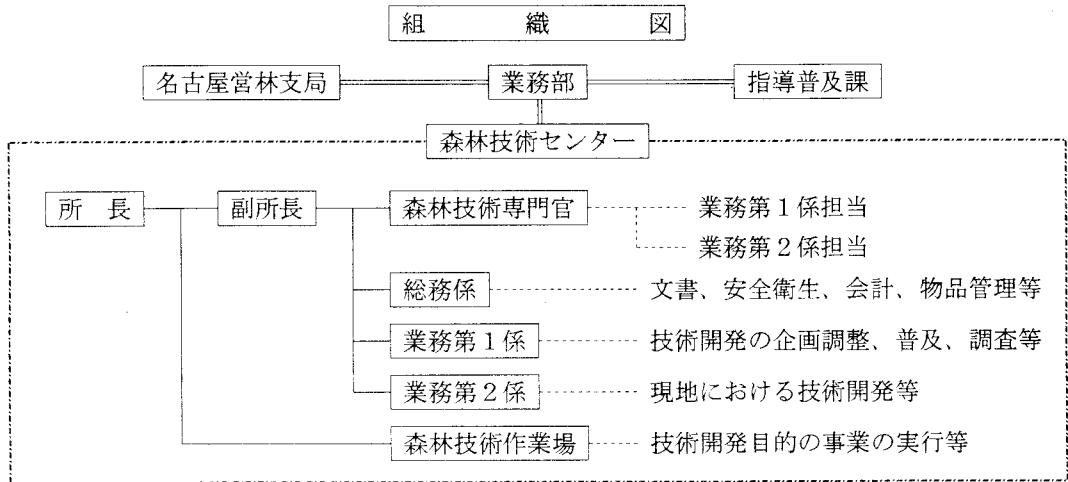 組織図
名古屋営林支局 業務部 指導普及課
森林技術センター
所長 副所長 森林技術専門官 業務第1係担当
業務第2係担当
総務係 文書、安全衛生、会計、物品管理等
業務第1係 技術開発の企画調整、普及、調査等
業務第2係 現地における技術開発等
森林技術作業場 技術開発目的の事業の実行等